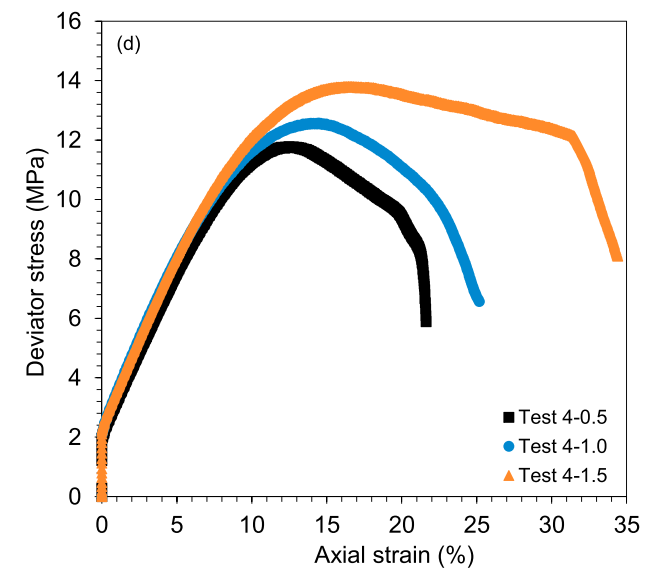 (d)
Deviator stress (MPa)
16
14
12
10
8
6
4
2
0
0 5 10 15 20 25 30 35
Axial strain (%)
Test 4-0.5
Test 4-1.0
Test 4-1.5